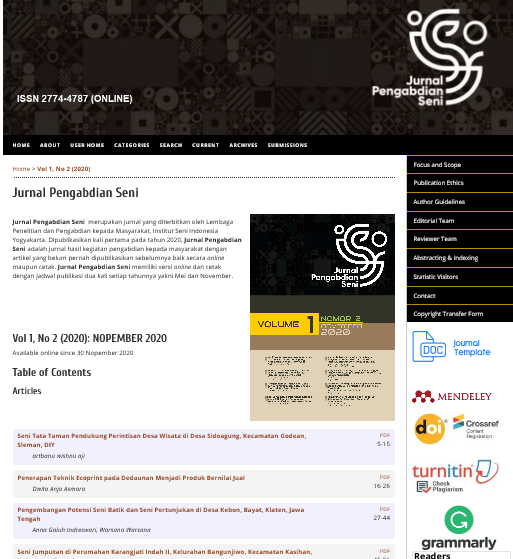 Jurnal
Pengabdian
Seni
ISSN 2774-4787 (ONLINE)
HOME ABOUT USER HOME CATEGORIES SEARCH CURRENT ARCHIVES SUBMISSIONS
Home > Vol 1, No 2 (2020)
Jurnal Pengabdian Seni
Jurnal Pengabdian Seni merupakan jurnal yang diterbitkan oleh Lembaga
Penelitian dan Pengabdian kepada Masyarakat, Institut Seni Indonesia
Yogyakarta. Dipublikasikan kali pertama pada tahun 2020, Jurnal Pengabdian
Seni adalah jurnal hasil kegiatan pengabdian kepada masyarakat dengan
artikel yang belum pernah dipublikasikan sebelumnya baik secara online
maupun cetak. Jurnal Pengabdian Seni memiliki versi online dan cetak
dengan jadwal publikasi dua kali setiap tahunnya yakni Mei dan November.
Jurnal
Pengabdian
Seni
VOLUME 1 NOMOR 2
NOVEMBER
2020
Vol 1, No 2 (2020): NOPEMBER 2020
Available online since 30 Nopember 2020
Table of Contents
Articles
Seni Tata Taman Pendukung Perintisan Desa Wisata di Desa Sidoagung, Kecamatan Godean,
Sleman, DIY
PDF
5-15
artbanu wishnu aji
Penerapan Teknik Ecoprint pada Dedaunan Menjadi Produk Bernilai Jual
PDF
16-26
Dwita Anja Asmara
Pengembangan Potensi Seni Batik dan Seni Pertunjukan di Desa Kebon, Bayat, Klaten, Jawa
Tengah
PDF
27-44
Anna Galuh Indreswari, Warsana Warsana
Seni Jumputan di Perumahan Karangjati Indah II, Kelurahan Bangunjiwo, Kecamatan Kasihan,
PDF
Focus and Scope
Publication Ethics
Author Guidelines
Editorial Team
Reviewer Team
Abstracting & Indexing
Statistic Visitors
Contact
Copyright Transfer Form
DOC
Journal
Template
MENDELEY
doi
Crossref
Content
Registration
turnitin
Check
Plagiarism
grammarly
Readers